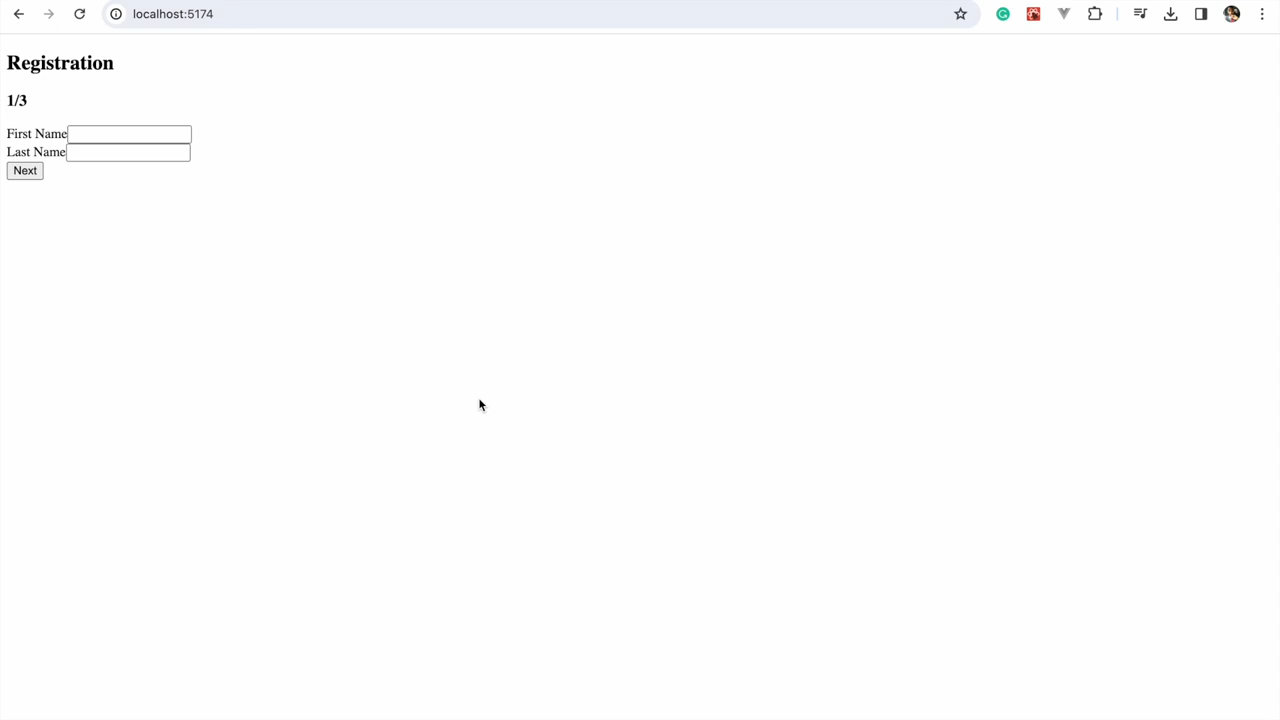 localhost:5174
Registration
1/3
First Name
Last Name
Next